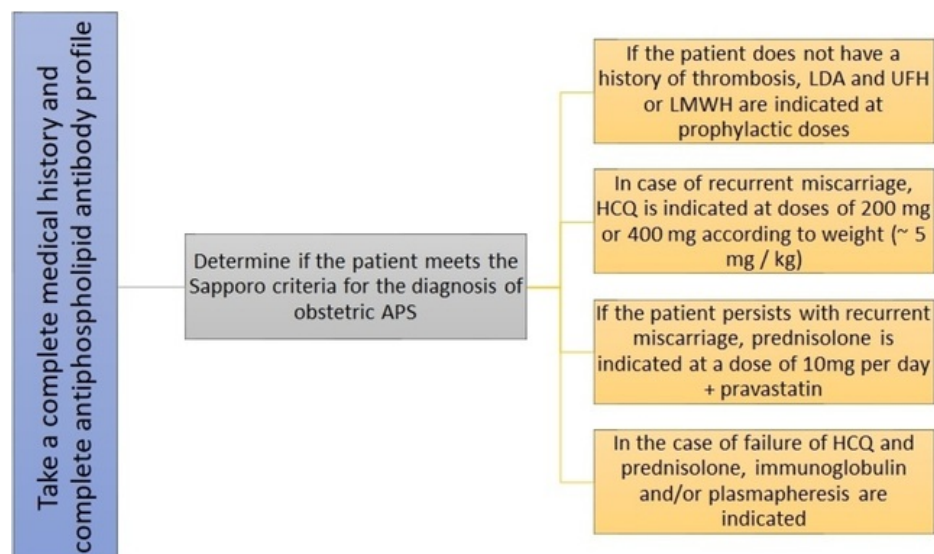 Take a complete medical history and
complete antiphospholipid antibody profile
Determine if the patient meets the
Sapporo criteria for the diagnosis of
obstetric APS
If the patient does not have a
history of thrombosis, LDA and UFH
or LMWH are indicated at
prophylactic doses
In case of recurrent miscarriage,
HCQ is indicated at doses of 200 mg
or 400 mg according to weight (~ 5
mg / kg)
If the patient persists with recurrent
miscarriage, prednisolone is
indicated at a dose of 10mg per day
+ pravastatin
In the case of failure of HCQ and
prednisolone, immunoglobulin
and/or plasmapheresis are
indicated